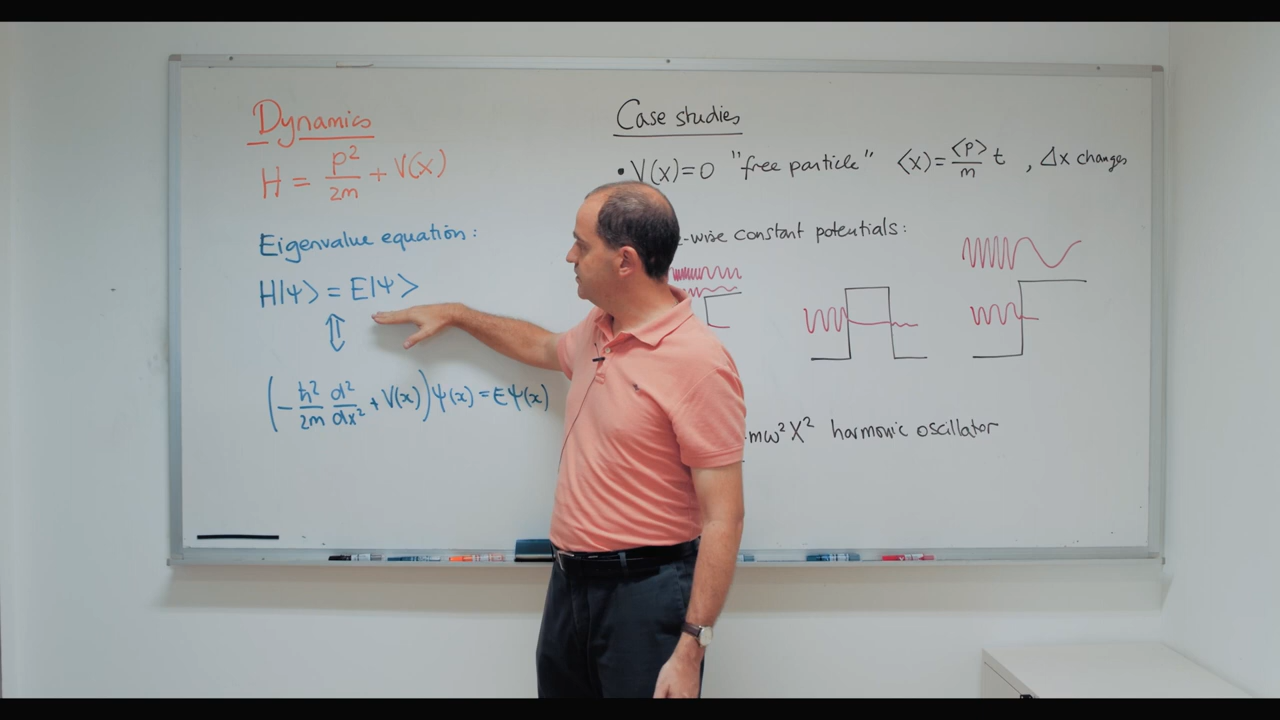 Dynamics
H = p²/2m + V(x)
Eigenvalue equation:
H|ψ> = E|ψ>
⇕
(-ħ²/2m d²/dx² + V(x))ψ(x) = Eψ(x)
Case studies
• V(x)=0 "free particle" ⟨x⟩=⟨p⟩/m t , Δx changes
-wise constant potentials:
mω²X² harmonic oscillator